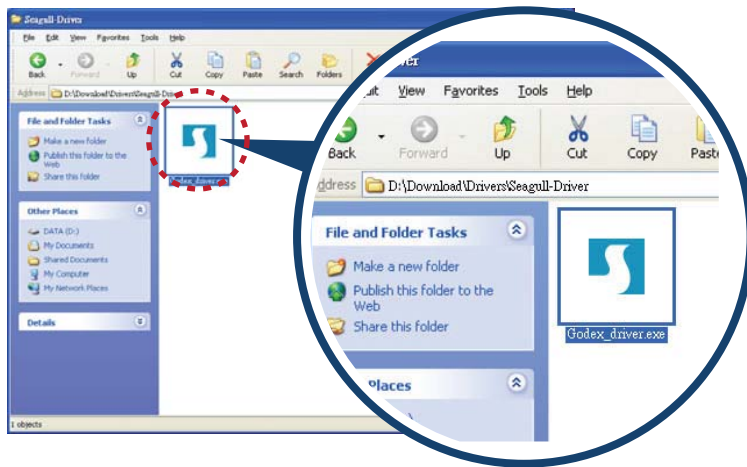 Seagull-Driver
File Edit View Favorites Tools Help
Back Forward Up Cut Copy Paste Search Folders
Address D:\Download\Drivers\Seagull-Driver
File and Folder Tasks
Make a new folder
Publish this folder to the
Web
Share this folder
Other Places
DATA (D:)
My Documents
Shared Documents
My Computer
My Network Places
Details
1 objects
View Favorites Tools Help
Back Forward Up Cut Copy
ddress D:\Download\Drivers\Seagull-Driver
File and Folder Tasks
Make a new folder
Publish this folder to the
Web
Share this folder
Places
Godex_driver.exe